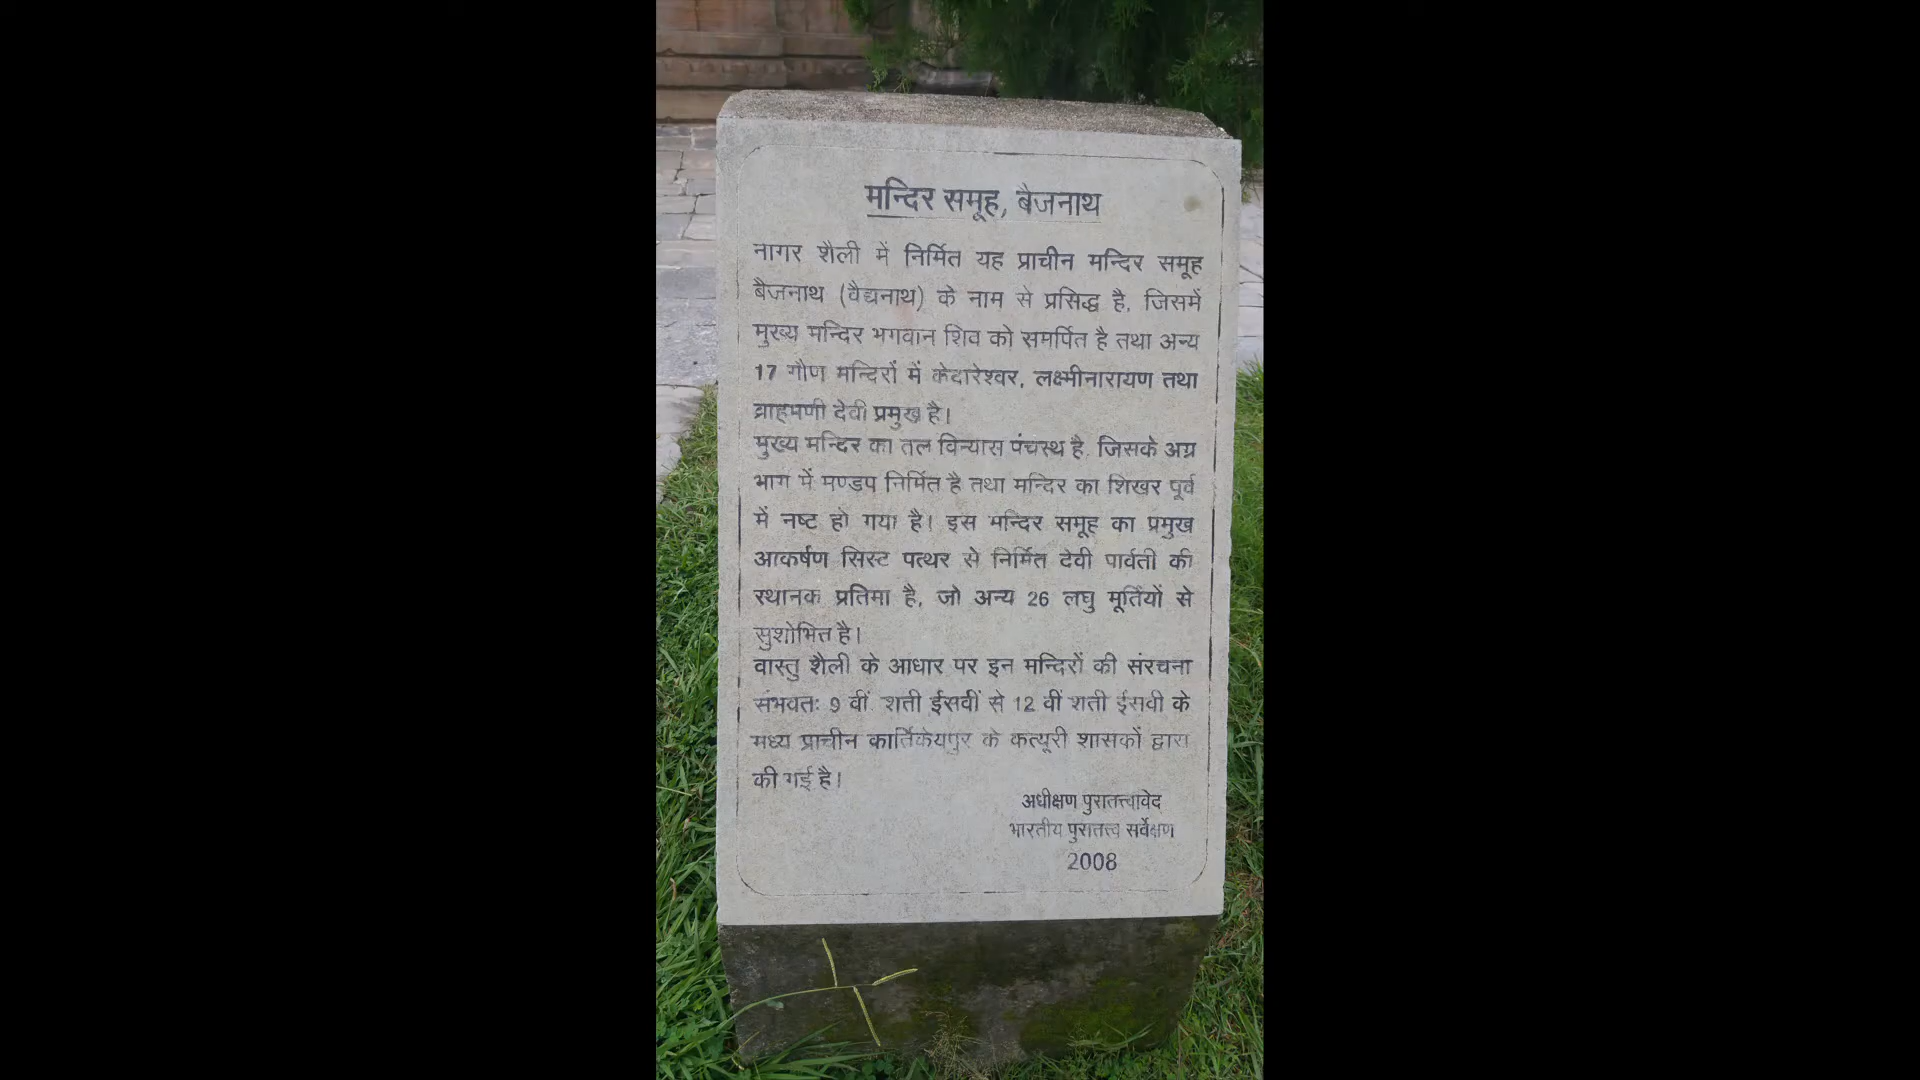 मन्दिर समूह, बैजनाथ
नागर शैली में निर्मित यह प्राचीन मन्दिर समूह
बैजनाथ (वैद्यनाथ) के नाम से प्रसिद्ध है, जिसमें
मुख्य मन्दिर भगवान शिव को समर्पित है तथा अन्य
17 गौण मन्दिरों में केदारेश्वर, लक्ष्मीनारायण तथा
ब्राहमणी देवी प्रमुख है।
मुख्य मन्दिर का तल विन्यास पंचस्थ है, जिसके अग्र
भाग में मण्डप निर्मित है तथा मन्दिर का शिखर पूर्व
में नष्ट हो गया है। इस मन्दिर समूह का प्रमुख
आकर्षण सिस्ट पत्थर से निर्मित देवी पार्वती की
स्थानक प्रतिमा है, जो अन्य 26 लघु मूर्तियों से
सुशोभित है।
वास्तु शैली के आधार पर इन मन्दिरों की संरचना
संभवतः 9 वीं शती ईसवीं से 12 वीं शती ईसवी के
मध्य प्राचीन कार्तिकेयपुर के कत्यूरी शासकों द्वारा
की गई है।
अधीक्षण पुरातत्त्वावेद
भारतीय पुरातत्त्व सर्वेक्षण
2008